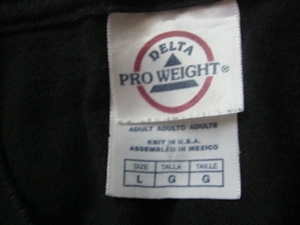 DELTA
PRO WEIGHT®
ADULT ADULTO ADULTE
KNIT IN U.S.A.
ASSEMBLED IN MEXICO
SIZE TALLA TAILLE
L G G